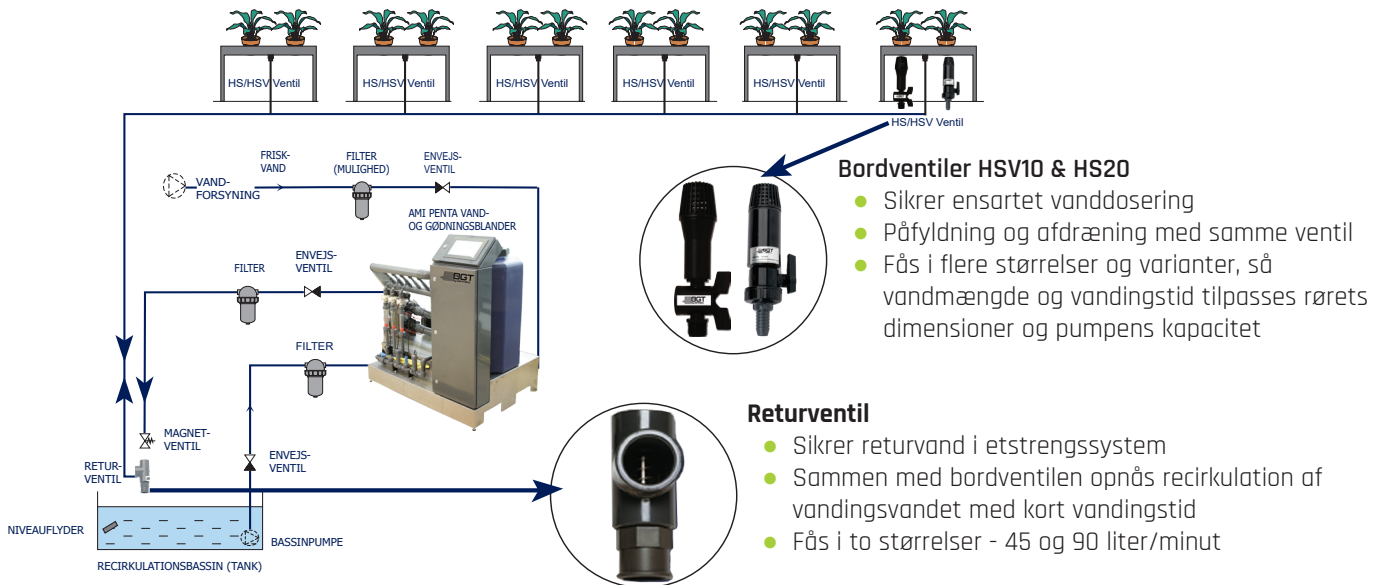 HS/HSV Ventil
HS/HSV Ventil
HS/HSV Ventil
HS/HSV Ventil
HS/HSV Ventil
HS/HSV Ventil
FRISK-
VAND
FILTER
(MULIGHED)
ENVEJS-
VENTIL
VAND-
FORSYNING
AMI PENTA VAND-
OG GØDNINGSBLANDER
BGT
ENVEJS-
VENTIL
FILTER
FILTER
MAGNET-
VENTIL
RETUR-
VENTIL
ENVEJS-
VENTIL
NIVEAUFLYDER
BASSINPUMPE
RECIRKULATIONSBASSIN (TANK)
Bordventiler HSV10 & HS20
● Sikrer ensartet vanddosering
● Påfyldning og afdræning med samme ventil
● Fås i flere størrelser og varianter, så
vandmængde og vandingstid tilpasses rørets
dimensioner og pumpens kapacitet
BGT
BGT
Returventil
● Sikrer returvand i etstrengssystem
● Sammen med bordventilen opnås recirkulation af
vandingsvandet med kort vandingstid
● Fås i to størrelser - 45 og 90 liter/minut